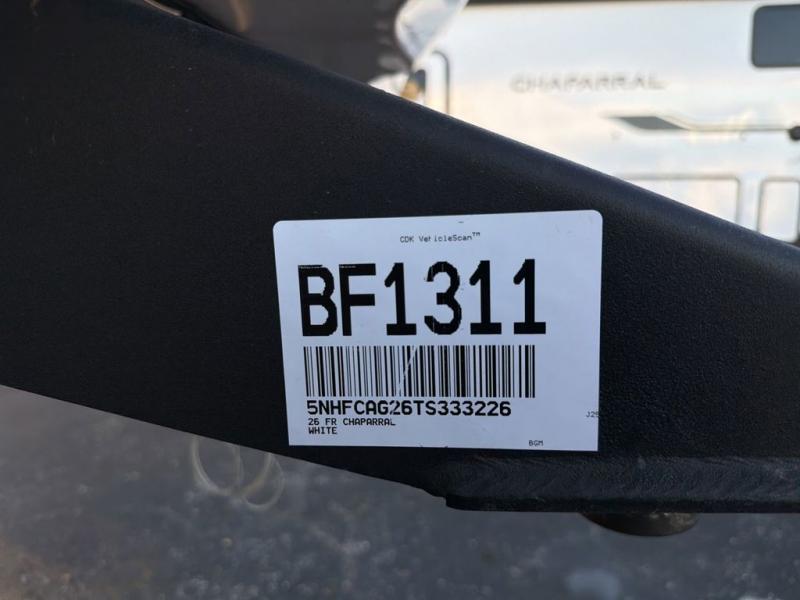 CHAPARRAL
CDK VehicleScan™
BF1311
5NHFCAG26TS333226
26 FR CHAPARRAL
WHITE
J25
BGM